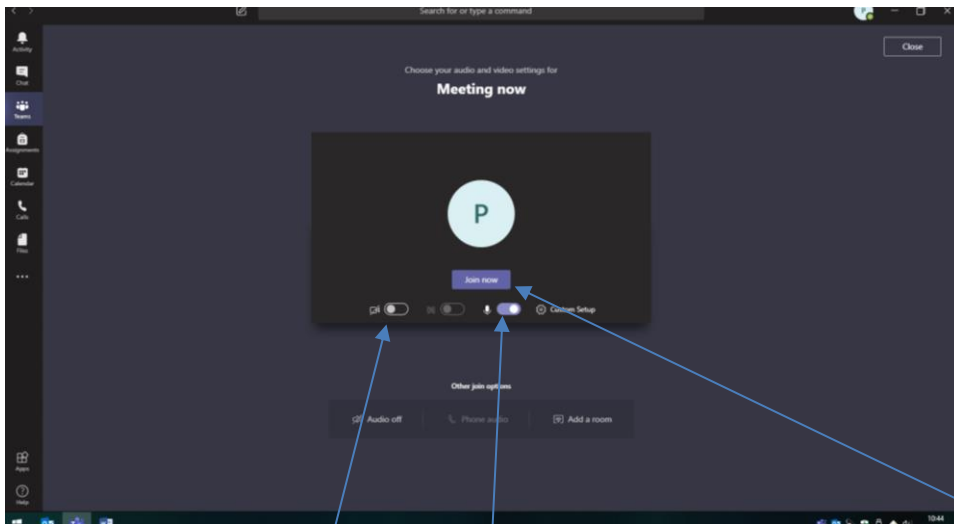 Search for or type a command
P
Activity
Close
Chat
Choose your audio and video settings for
Meeting now
Teams
Assignments
Calendar
Calls
Files
P
Join now
Custom Setup
Other join options
Audio off
Phone audio
Add a room
Apps
Help
10:44